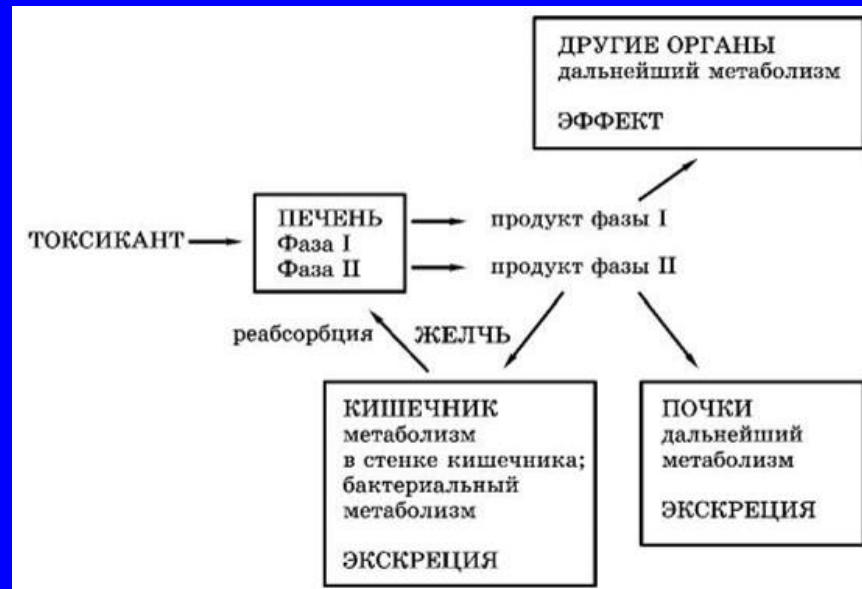 ДРУГИЕ ОРГАНЫ
дальнейший метаболизм
ЭФФЕКТ
ТОКСИКАНТ
ПЕЧЕНЬ
Фаза I
Фаза II
продукт фазы I
продукт фазы II
реабсорбция
ЖЕЛЧЬ
КИШЕЧНИК
метаболизм
в стенке кишечника;
бактериальный
метаболизм
ЭКСКРЕЦИЯ
ПОЧКИ
дальнейший
метаболизм
ЭКСКРЕЦИЯ